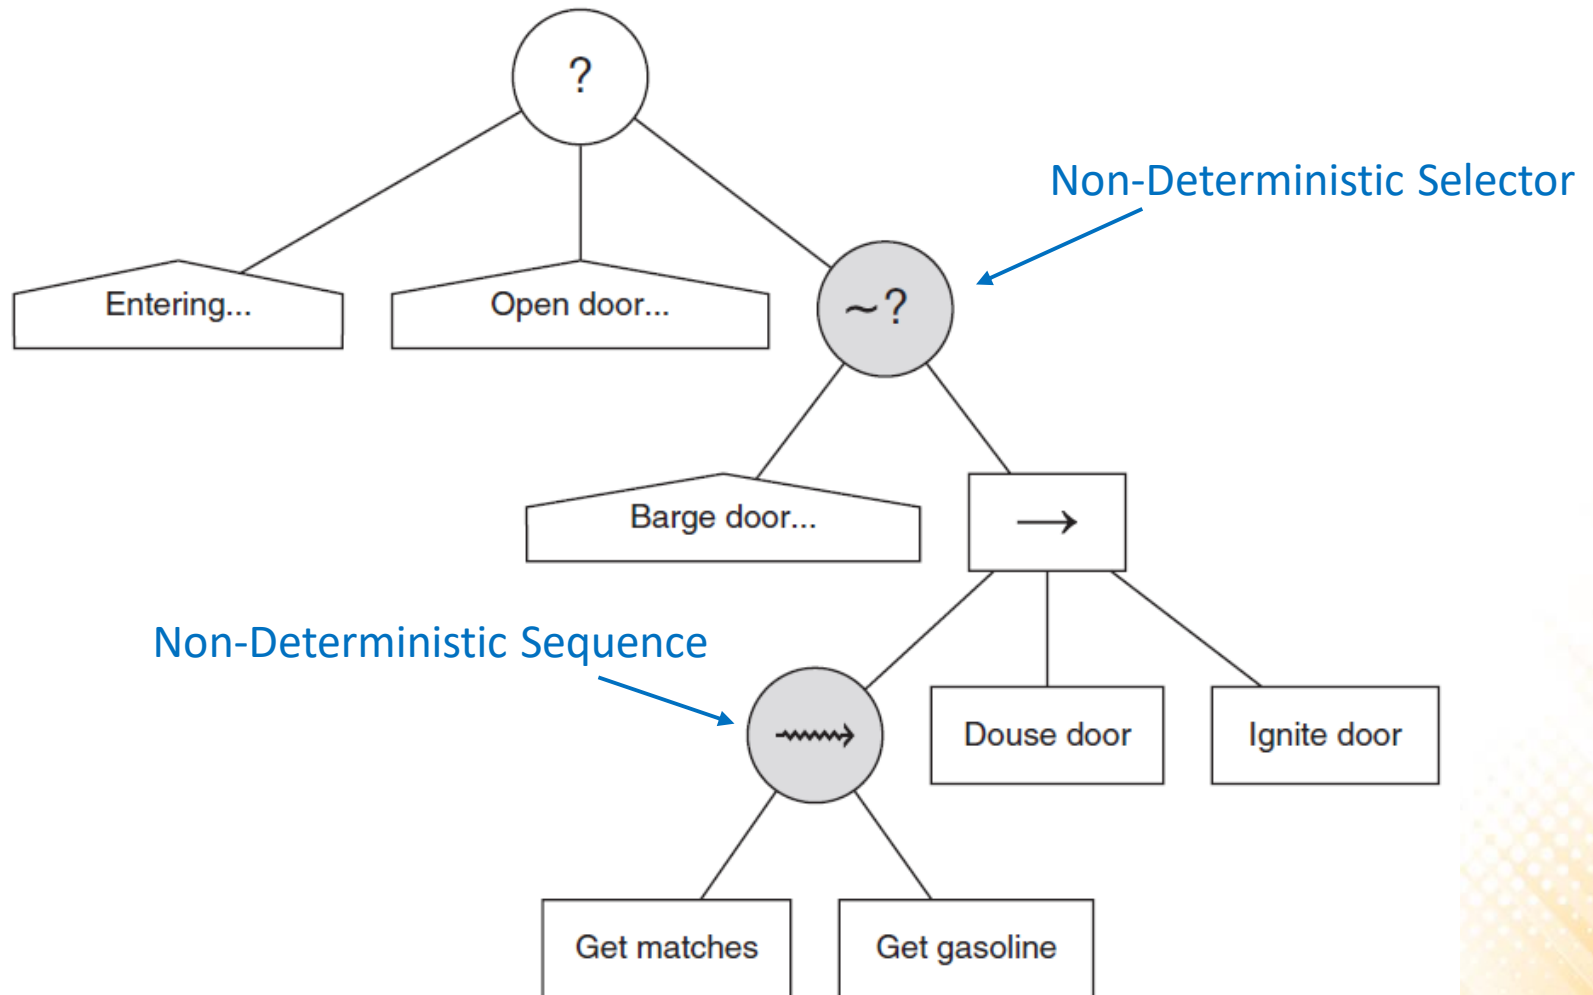 ?
Non-Deterministic Selector
Entering...
Open door...
~?
Barge door...
→
Non-Deterministic Sequence
Douse door
Ignite door
Get matches
Get gasoline